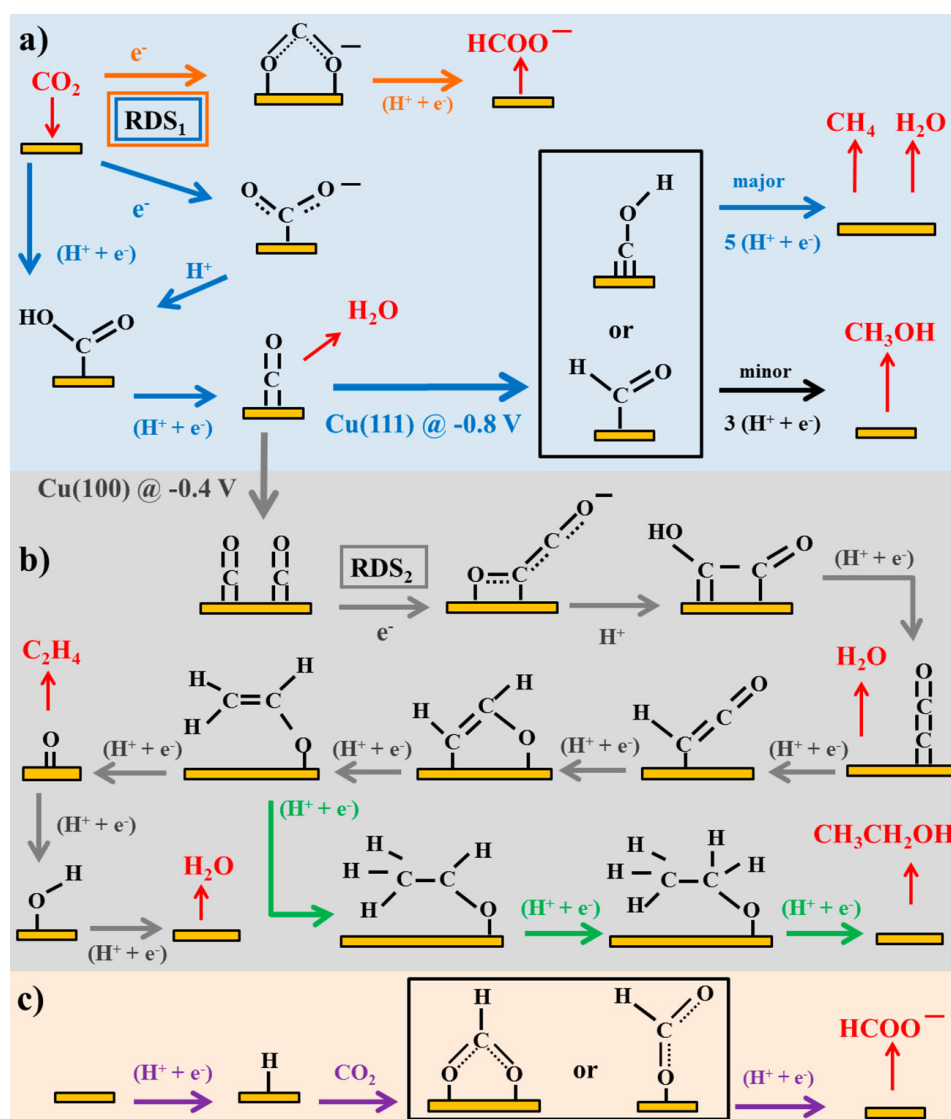 a)
e⁻
C
O O –
HCOO⁻
CO₂
RDS₁
(H⁺ + e⁻)
CH₄ H₂O
O O –
C
e⁻
H
O
C
major
5 (H⁺ + e⁻)
(H⁺ + e⁻)
H⁺
HO O
C
H₂O
O
C
or
CH₃OH
H O
C
minor
3 (H⁺ + e⁻)
(H⁺ + e⁻)
Cu(111) @ -0.8 V
Cu(100) @ -0.4 V
b)
O O
C C
RDS₂
e⁻
O –
C
O C
H⁺
HO O
C C
(H⁺ + e⁻)
C₂H₄
H₂O
O
C
C
(H⁺ + e⁻)
H O
C
C
(H⁺ + e⁻)
H H
C C
O
(H⁺ + e⁻)
H H
C C
H
O
(H⁺ + e⁻)
O
(H⁺ + e⁻)
(H⁺ + e⁻)
CH₃CH₂OH
H
O
(H⁺ + e⁻)
H₂O
H H
H C C
H
O
(H⁺ + e⁻)
H H
H C C H
H
O
(H⁺ + e⁻)
c)
(H⁺ + e⁻)
H
CO₂
H
C
O O
or
H O
C
O
(H⁺ + e⁻)
HCOO⁻